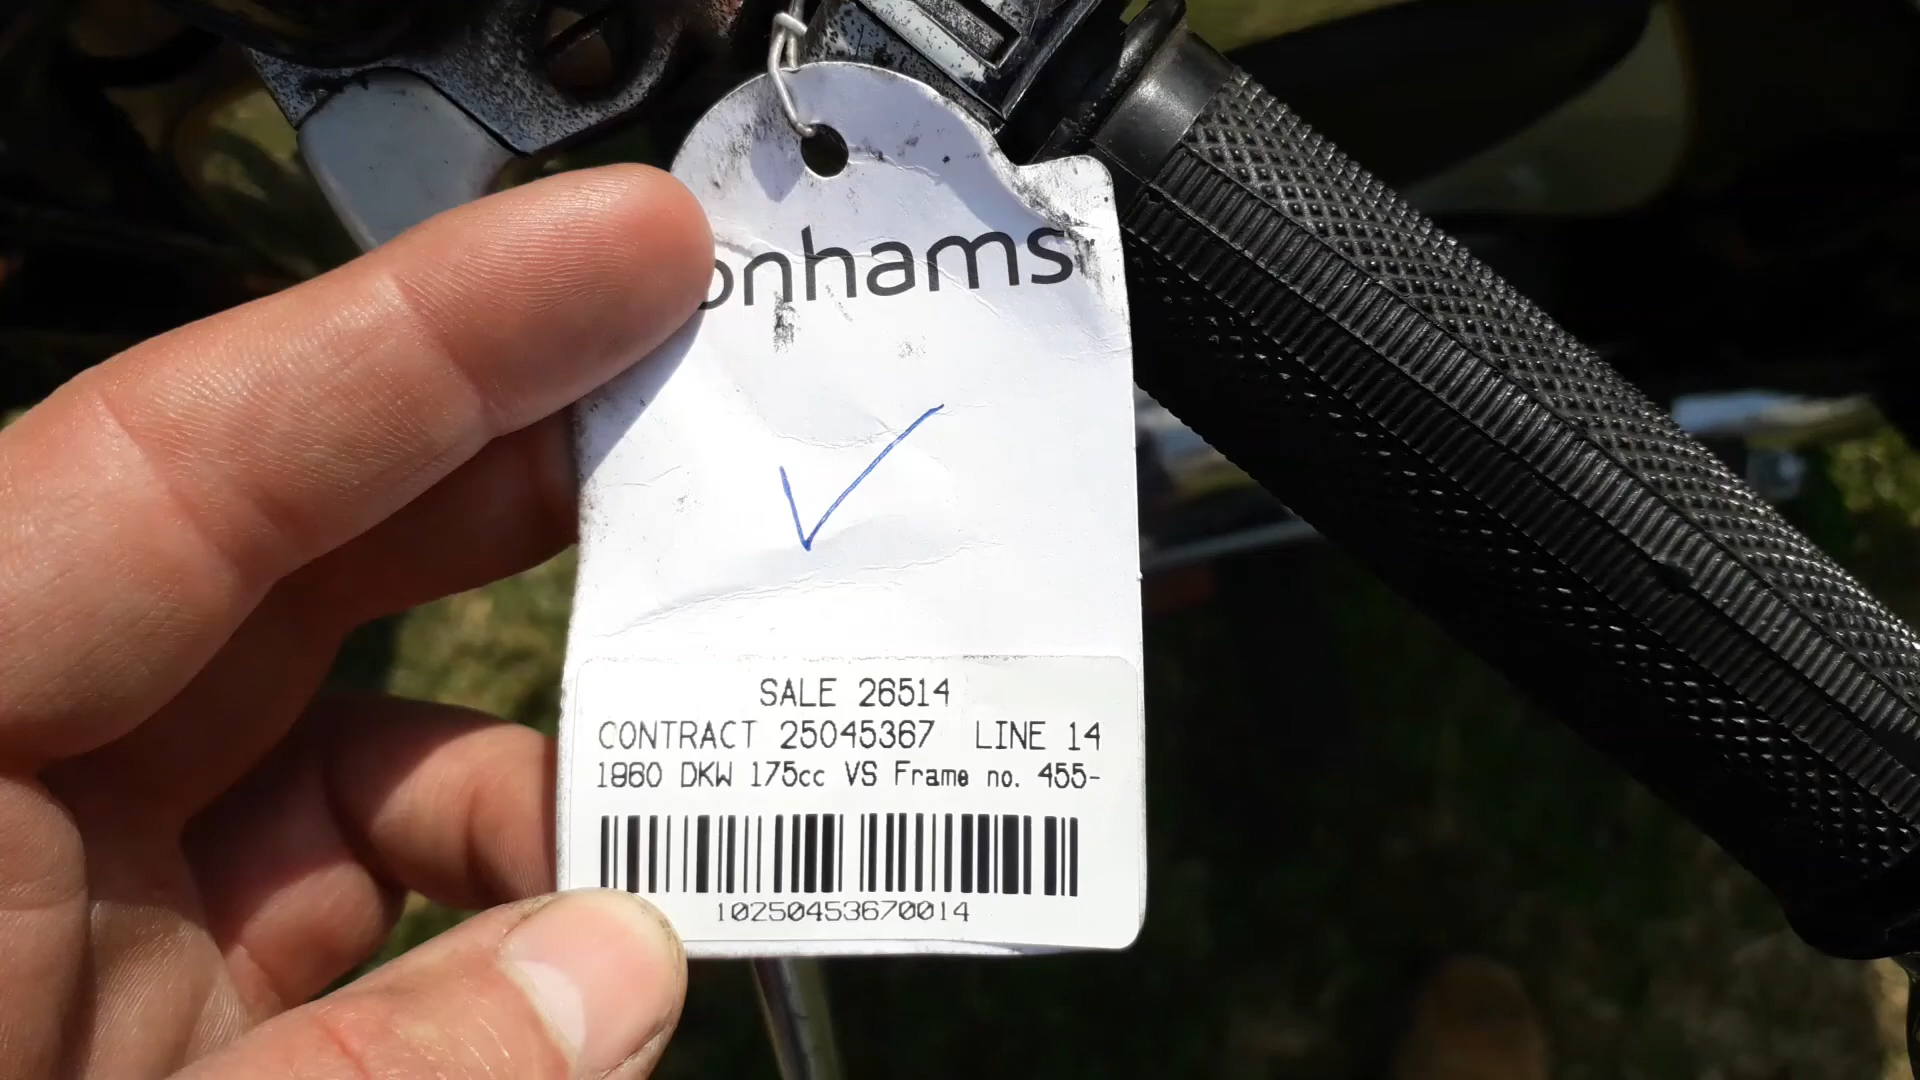 onhams
SALE 26514
CONTRACT 25045367 LINE 14
1960 DKW 175cc VS Frame no. 455-
10250453670014